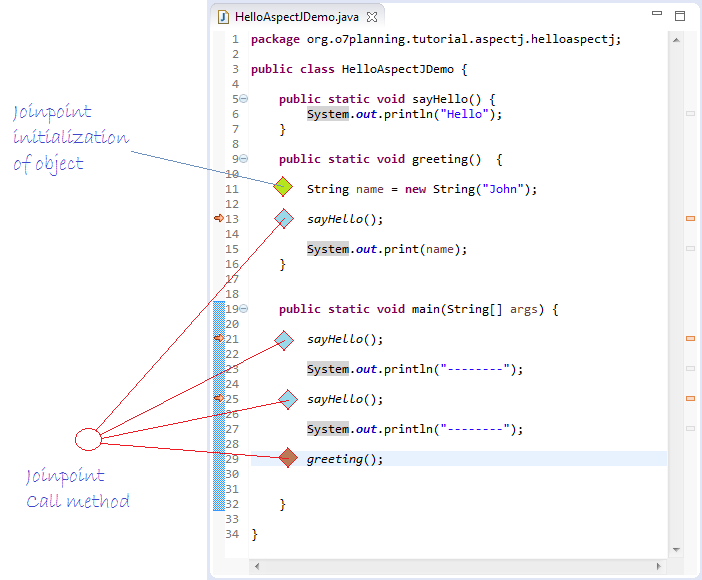 HelloAspectJDemo.java
1 package org.o7planning.tutorial.aspectj.helloaspectj;
2
3 public class HelloAspectJDemo {
4
5 public static void sayHello() {
6 System.out.println("Hello");
7 }
8
9 public static void greeting()  {
10
11 String name = new String("John");
12
13 sayHello();
14
15 System.out.print(name);
16 }
17
18
19 public static void main(String[] args) {
20
21 sayHello();
22
23 System.out.println("--------");
24
25 sayHello();
26
27 System.out.println("--------");
28
29 greeting();
30
31
32 }
33
34 }
Joinpoint
initialization
of object
Joinpoint
Call method